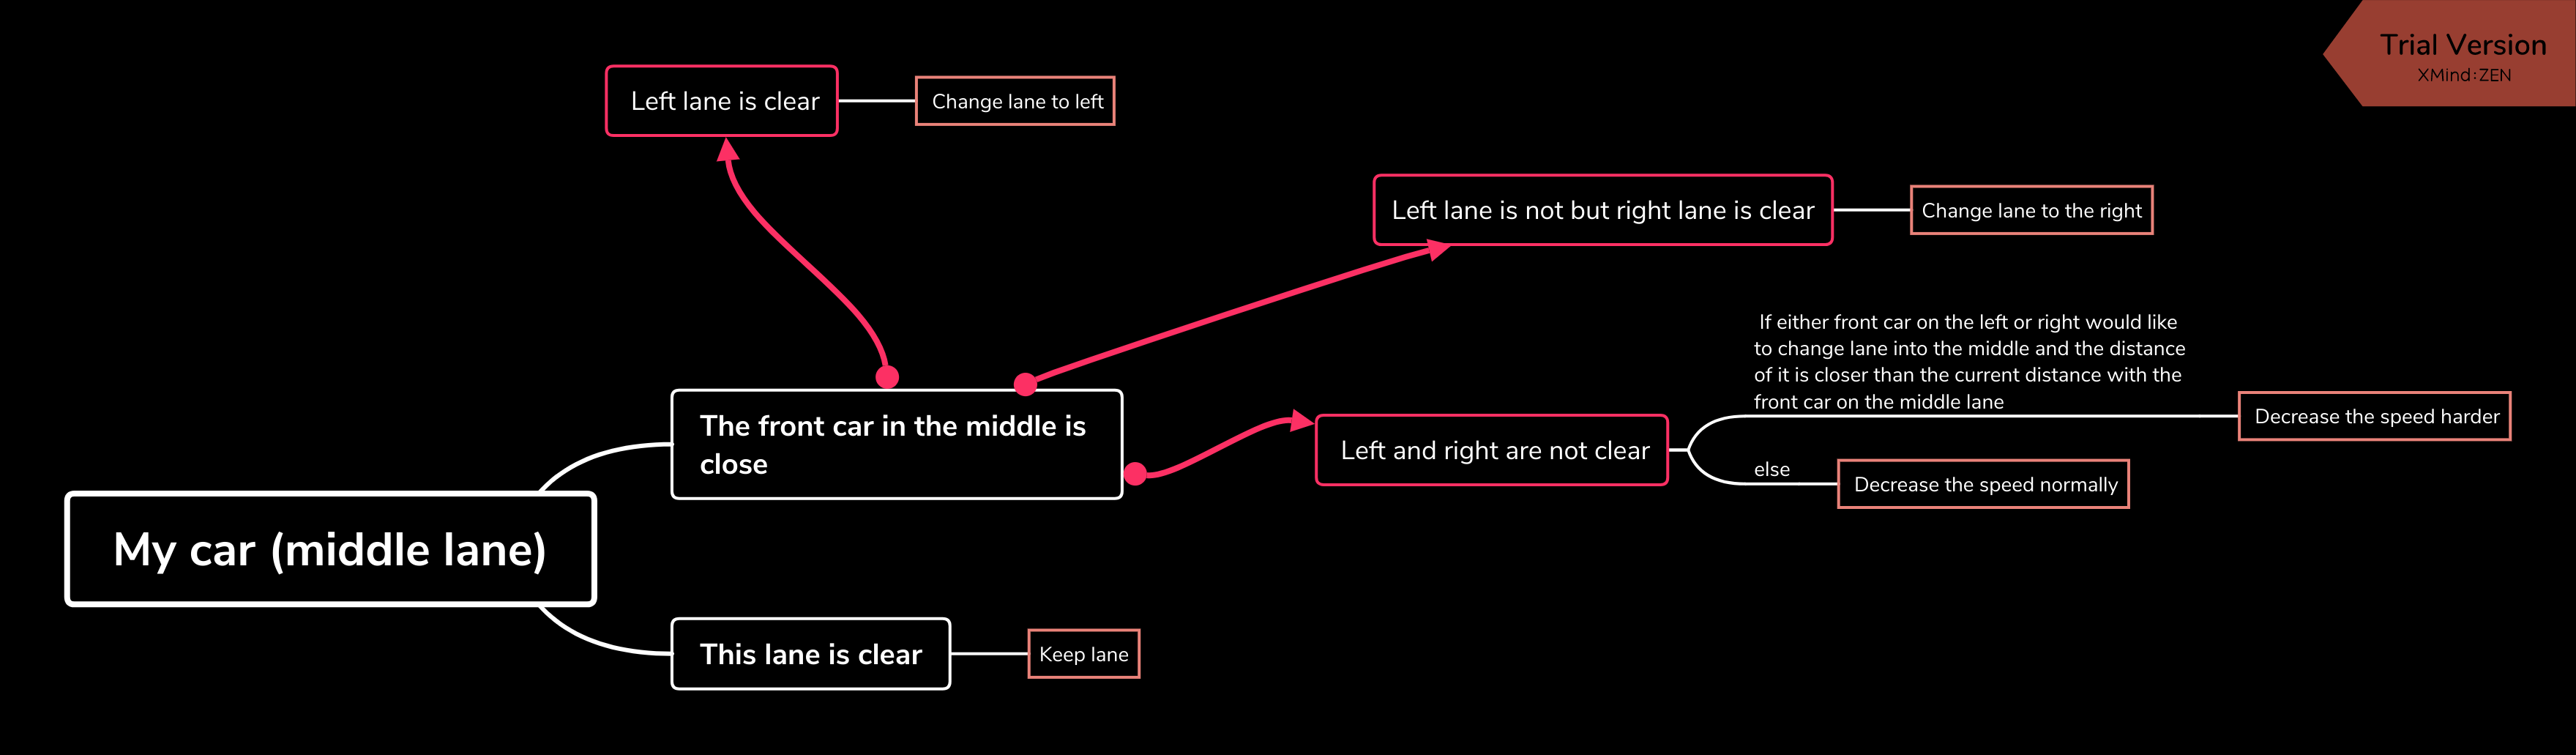 Trial Version
XMind:ZEN
Left lane is clear
Change lane to left
Left lane is not but right lane is clear
Change lane to the right
If either front car on the left or right would like
to change lane into the middle and the distance
of it is closer than the current distance with the
front car on the middle lane
Decrease the speed harder
The front car in the middle is
close
Left and right are not clear
else
Decrease the speed normally
My car (middle lane)
This lane is clear
Keep lane